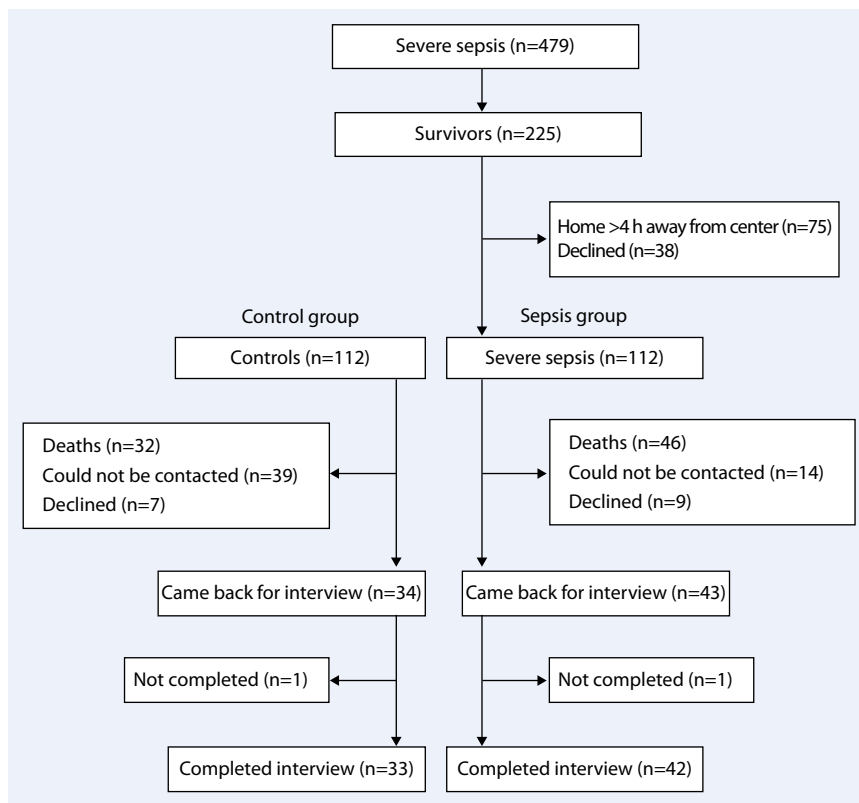 Severe sepsis (n=479)
Survivors (n=225)
Home >4 h away from center (n=75)
Declined (n=38)
Control group
Sepsis group
Controls (n=112)
Severe sepsis (n=112)
Deaths (n=32)
Could not be contacted (n=39)
Declined (n=7)
Deaths (n=46)
Could not be contacted (n=14)
Declined (n=9)
Came back for interview (n=34)
Came back for interview (n=43)
Not completed (n=1)
Not completed (n=1)
Completed interview (n=33)
Completed interview (n=42)